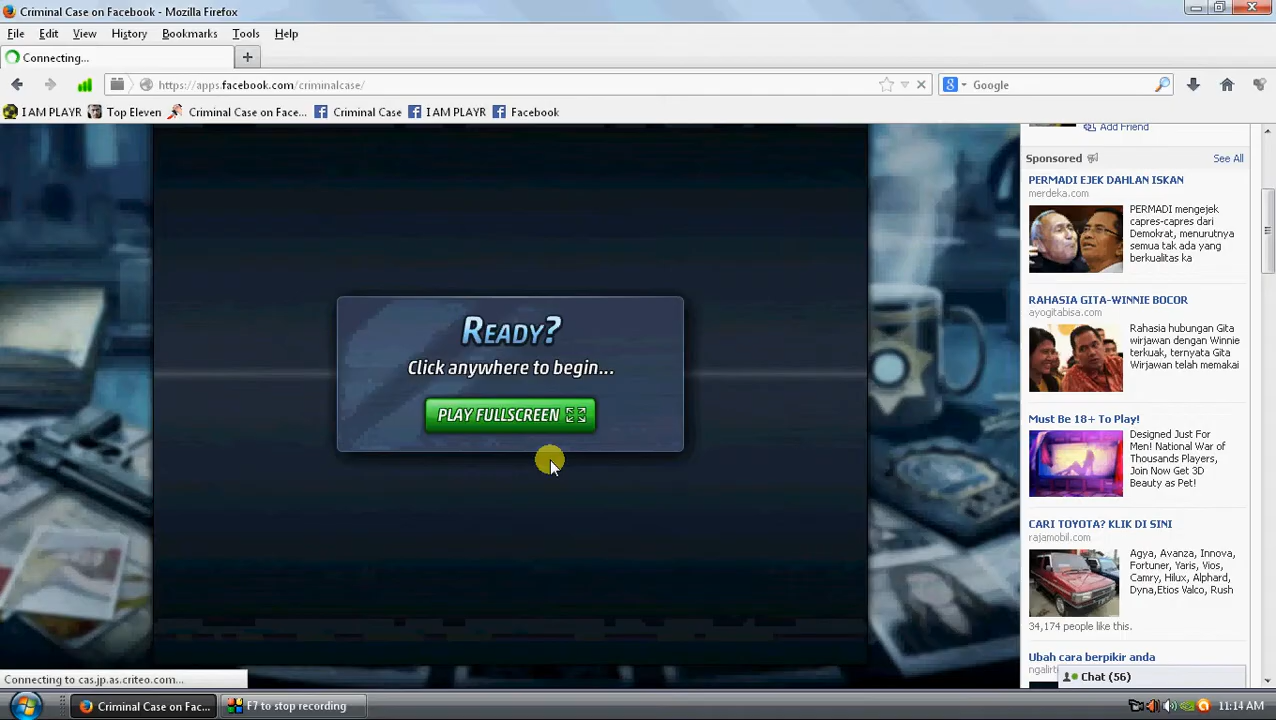 Criminal Case on Facebook - Mozilla Firefox
File Edit View History Bookmarks Tools Help
Connecting...
https://apps.facebook.com/criminalcase/
Google
I AM PLAYR Top Eleven Criminal Case on Face... Criminal Case I AM PLAYR Facebook
Add Friend
Sponsored See All
PERMADI EJEK DAHLAN ISKAN
merdeka.com
PERMADI mengejek
capres-capres dari
Demokrat, menurutnya
semua tak ada yang
berkualitas ka
RAHASIA GITA-WINNIE BOCOR
ayogitabisa.com
Rahasia hubungan Gita
wirjawan dengan Winnie
terkuak, ternyata Gita
Wirjawan telah memakai
READY?
Click anywhere to begin...
PLAY FULLSCREEN
Must Be 18+ To Play!
Designed Just For
Men! National War of
Thousands Players,
Join Now Get 3D
Beauty as Pet!
CARI TOYOTA? KLIK DI SINI
rajamobil.com
Agya, Avanza, Innova,
Fortuner, Yaris, Vios,
Camry, Hilux, Alphard,
Dyna,Etios Valco, Rush
34,174 people like this.
Ubah cara berpikir anda
Chat (56)
Connecting to cas.jp.as.criteo.com...
Criminal Case on Fac...
F7 to stop recording
11:14 AM